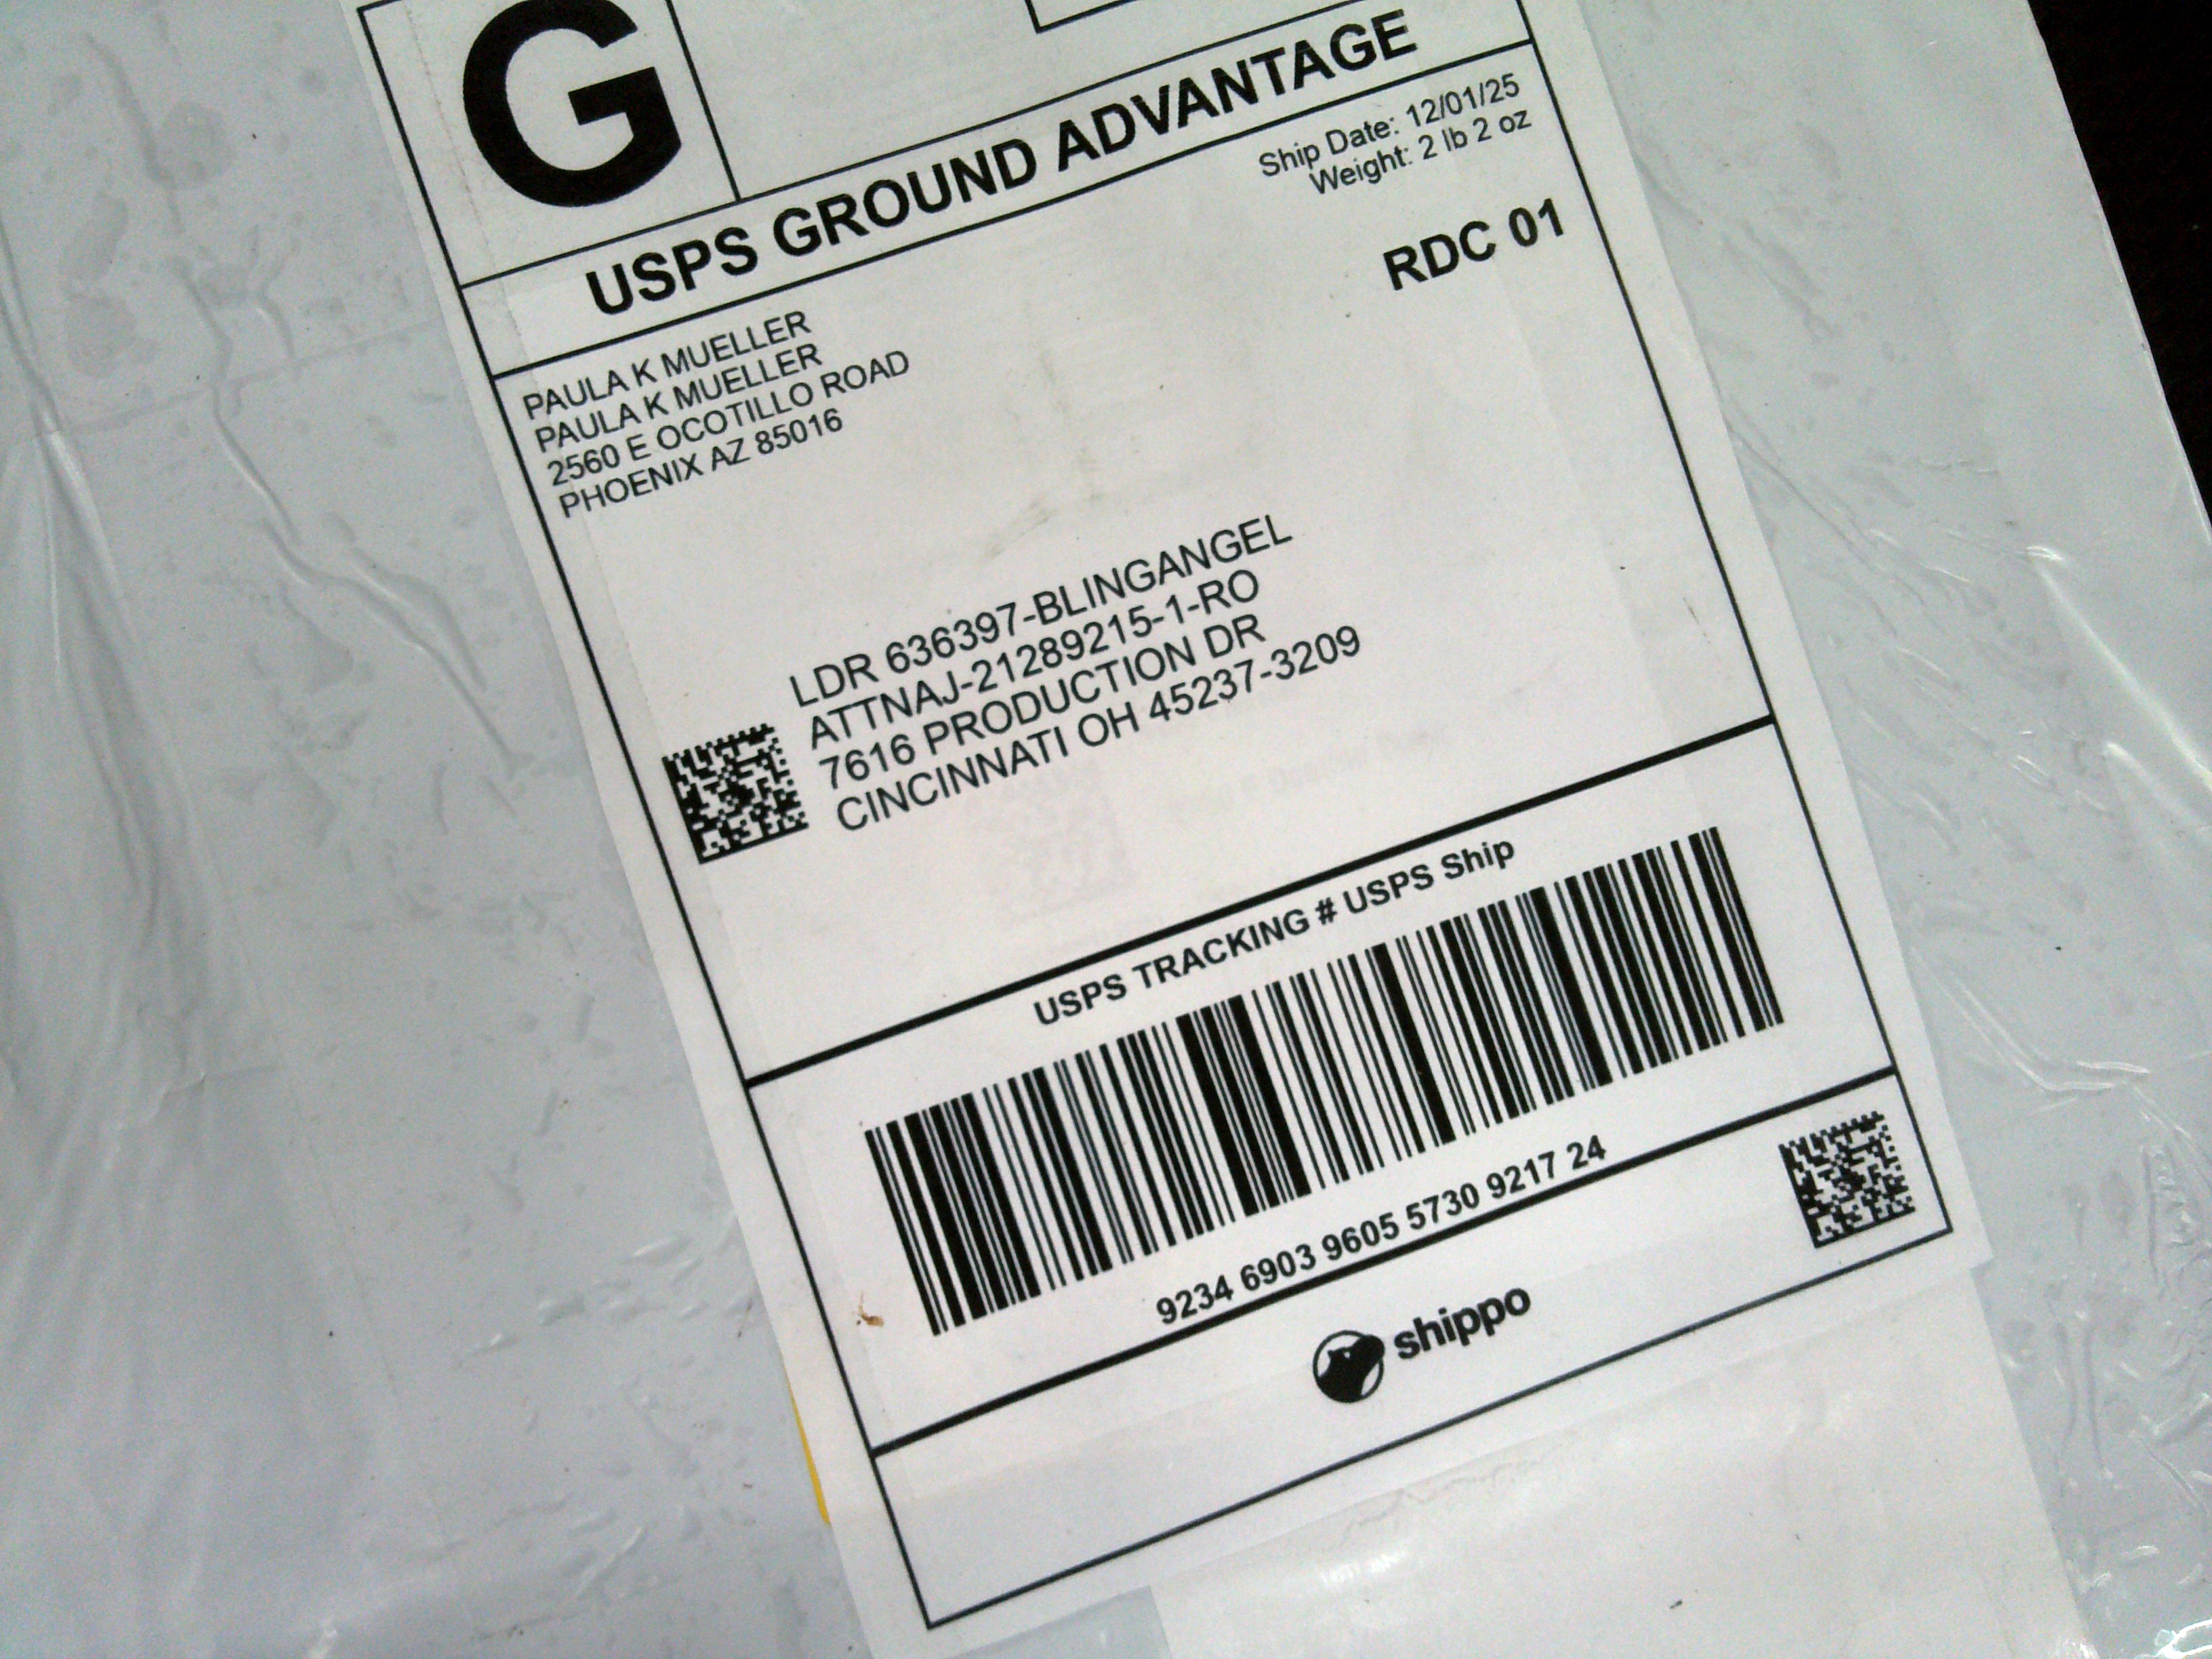 G
USPS GROUND ADVANTAGE
Ship Date: 12/01/25
Weight: 2 lb 2 oz
RDC 01
PAULA K MUELLER
PAULA K MUELLER
2560 E OCOTILLO ROAD
PHOENIX AZ 85016
LDR 636397-BLINGANGEL
ATTNAJ-21289215-1-RO
7616 PRODUCTION DR
CINCINNATI OH 45237-3209
USPS TRACKING # USPS Ship
9234 6903 9605 5730 9217 24
shippo